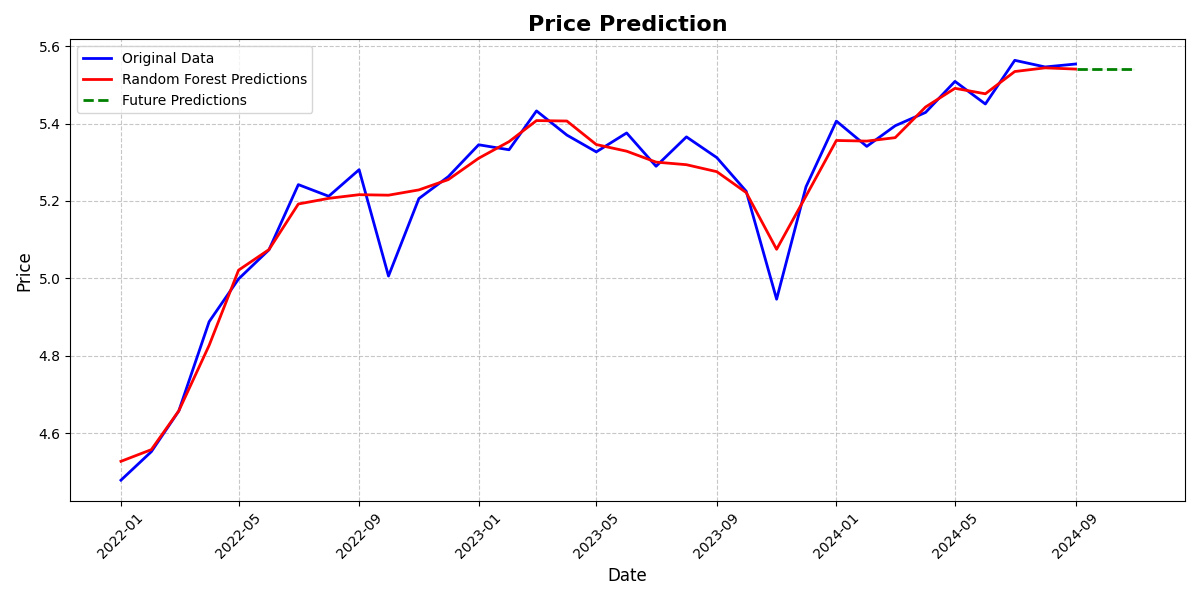 Price Prediction
Original Data
Random Forest Predictions
Future Predictions
Price
5.6
5.4
5.2
5.0
4.8
4.6
2022-01
2022-05
2022-09
2023-01
2023-05
2023-09
2024-01
2024-05
2024-09
Date